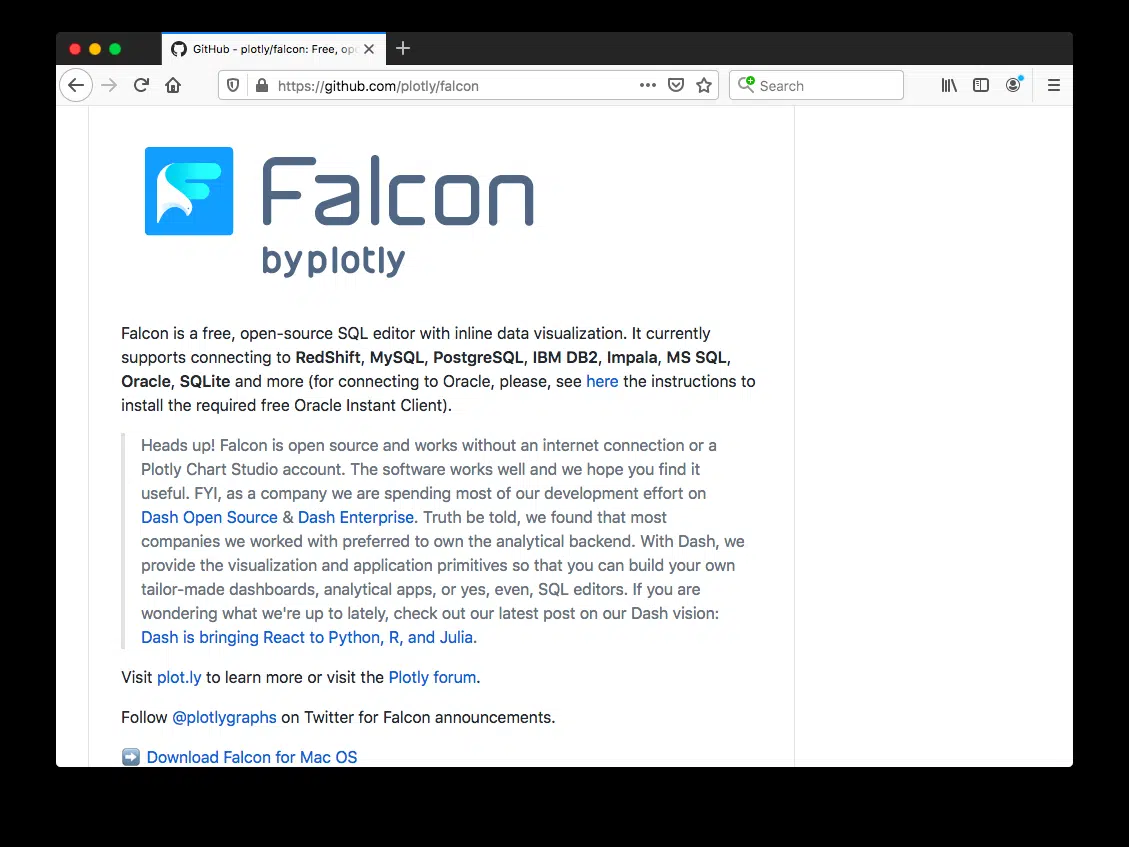 GitHub - plotly/falcon: Free, op
https://github.com/plotly/falcon
Search
Falcon
by plotly
Falcon is a free, open-source SQL editor with inline data visualization. It currently
supports connecting to RedShift, MySQL, PostgreSQL, IBM DB2, Impala, MS SQL,
Oracle, SQLite and more (for connecting to Oracle, please, see here the instructions to
install the required free Oracle Instant Client).
Heads up! Falcon is open source and works without an internet connection or a
Plotly Chart Studio account. The software works well and we hope you find it
useful. FYI, as a company we are spending most of our development effort on
Dash Open Source & Dash Enterprise. Truth be told, we found that most
companies we worked with preferred to own the analytical backend. With Dash, we
provide the visualization and application primitives so that you can build your own
tailor-made dashboards, analytical apps, or yes, even, SQL editors. If you are
wondering what we're up to lately, check out our latest post on our Dash vision:
Dash is bringing React to Python, R, and Julia.
Visit plot.ly to learn more or visit the Plotly forum.
Follow @plotlygraphs on Twitter for Falcon announcements.
Download Falcon for Mac OS